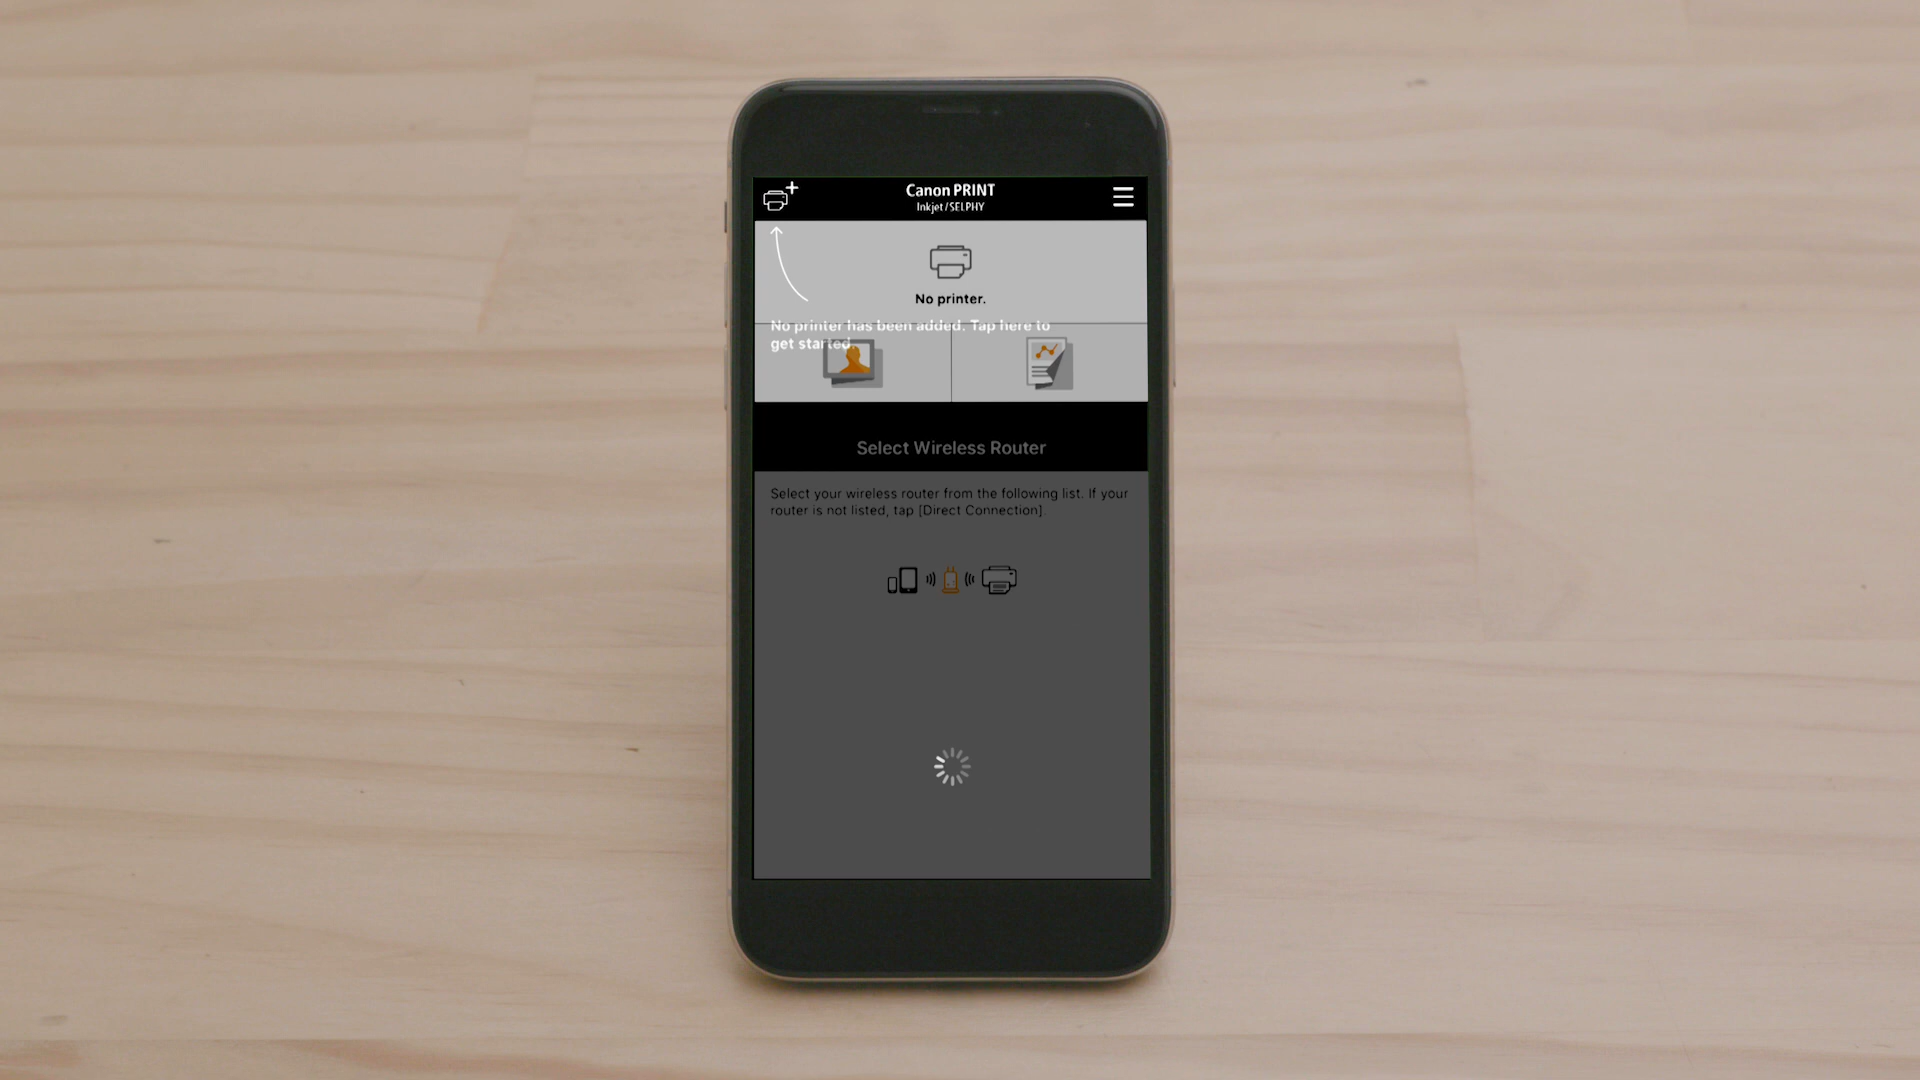 Canon PRINT
Inkjet/SELPHY
No printer.
No printer has been added. Tap here to
get started.
Select Wireless Router
Select your wireless router from the following list. If your
router is not listed, tap [Direct Connection].